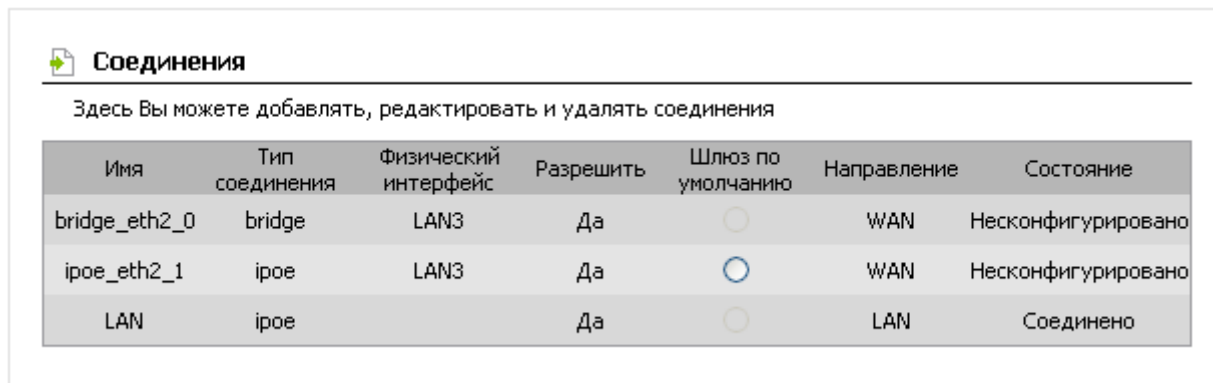 Соединения
Здесь Вы можете добавлять, редактировать и удалять соединения
Имя Тип соединения Физический интерфейс Разрешить Шлюз по умолчанию Направление Состояние
bridge_eth2_0 bridge LAN3 Да WAN Несконфигурировано
ipoe_eth2_1 ipoe LAN3 Да WAN Несконфигурировано
LAN ipoe Да LAN Соединено